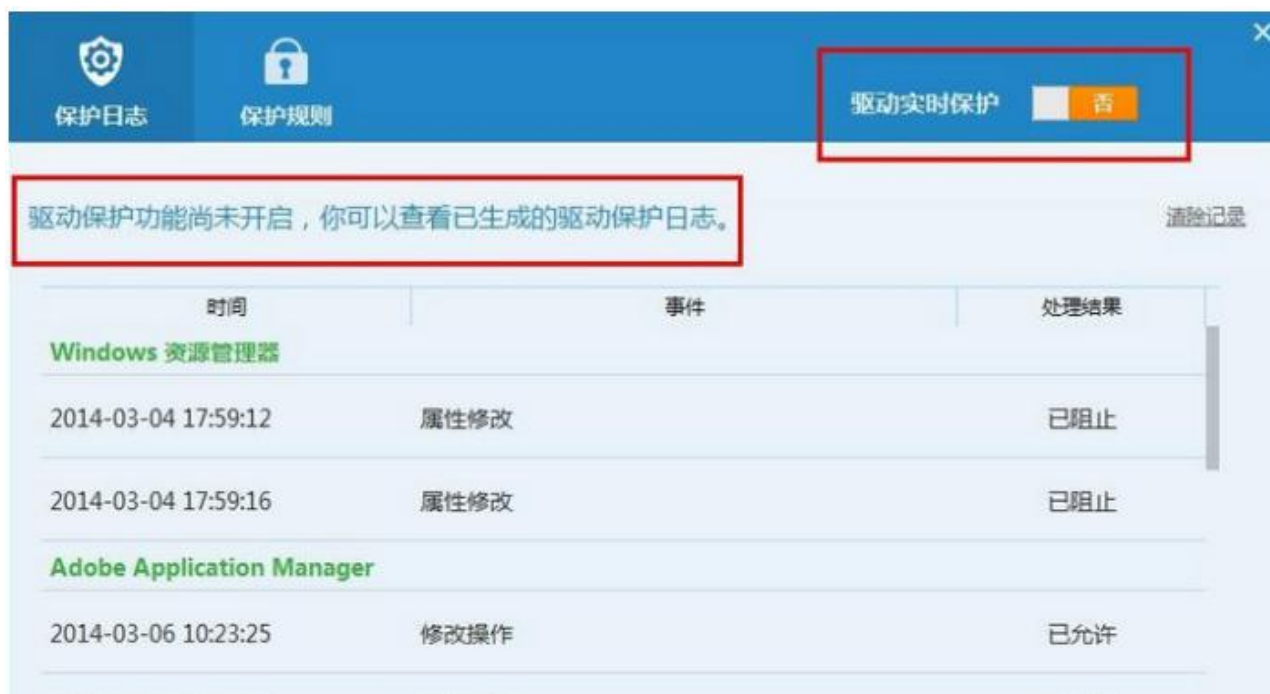 保护日志
保护规则
驱动实时保护
否
驱动保护功能尚未开启，你可以查看已生成的驱动保护日志。
清除记录
时间 事件 处理结果
Windows 资源管理器
2014-03-04 17:59:12 属性修改 已阻止
2014-03-04 17:59:16 属性修改 已阻止
Adobe Application Manager
2014-03-06 10:23:25 修改操作 已允许